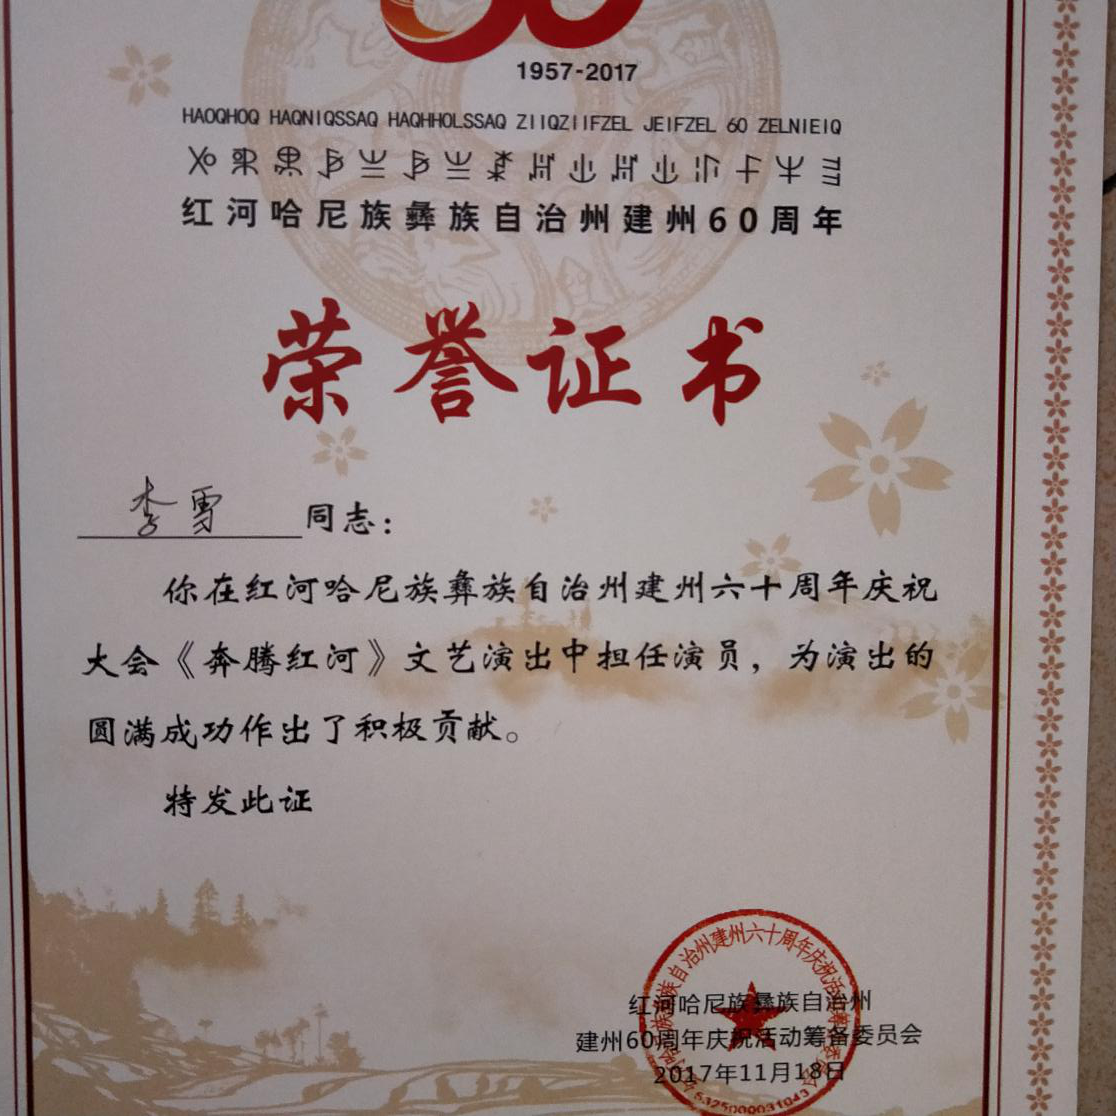 60
1957-2017
HAOQHOQ HAQNIQSSAQ HAQHHOLSSAQ ZIIQZIIFZEL JEIFZEL 60 ZELNIEIQ
红河哈尼族彝族自治州建州60周年
荣誉证书
李雪 同志：
你在红河哈尼族彝族自治州建州六十周年庆祝
大会《奔腾红河》文艺演出中担任演员，为演出的
圆满成功作出了积极贡献。
特发此证
红河哈尼族彝族自治州
建州60周年庆祝活动筹备委员会
2017年11月18日
5325000031043